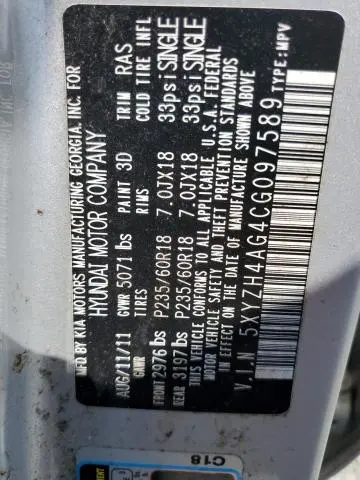 MFG BY KIA MOTORS MANUFACTURING GEORGIA, INC. FOR
HYUNDAI MOTOR COMPANY
AUG/11/11 GVWR 5071 lbs PAINT 3D TRIM RAS
GAWR TIRES RIMS COLD TIRE INFL
FRONT 2976 lbs P235/60R18 7.0JX18 33psi SINGLE
REAR 3197 lbs P235/60R18 7.0JX18 33psi SINGLE
THIS VEHICLE CONFORMS TO ALL APPLICABLE U.S.A. FEDERAL
MOTOR VEHICLE SAFETY AND THEFT PREVENTION STANDARDS
IN EFFECT ON THE DATE OF MANUFACTURE SHOWN ABOVE
V.I.N 5XYZH4AG4CG097589 TYPE:MPV
C18